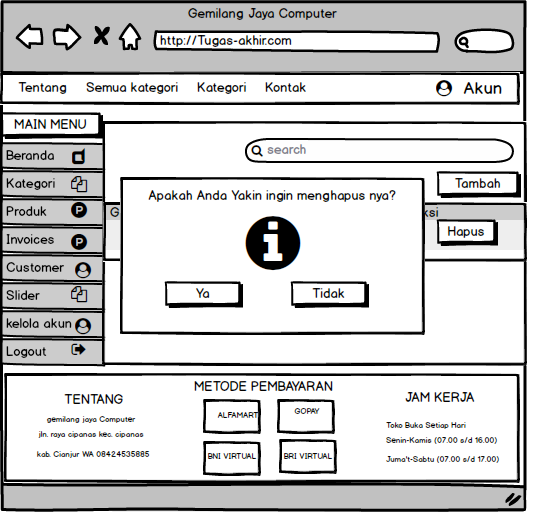 Gemilang Jaya Computer
http://Tugas-akhir.com
Tentang Semua kategori Kategori Kontak Akun
MAIN MENU
Beranda
Kategori
Produk
Invoices
Customer
Slider
kelola akun
Logout
search
Tambah
G
ksi
Hapus
Apakah Anda Yakin ingin menghapus nya?
Ya Tidak
TENTANG
gemilang jaya Computer
jln. raya cipanas kec. cipanas
kab. Cianjur WA 08424535885
METODE PEMBAYARAN
ALFAMART GOPAY
BNI VIRTUAL BRI VIRTUAL
JAM KERJA
Toko Buka Setiap Hari
Senin-Kamis (07.00 s/d 16.00)
Juma't-Sabtu (07.00 s/d 17.00)